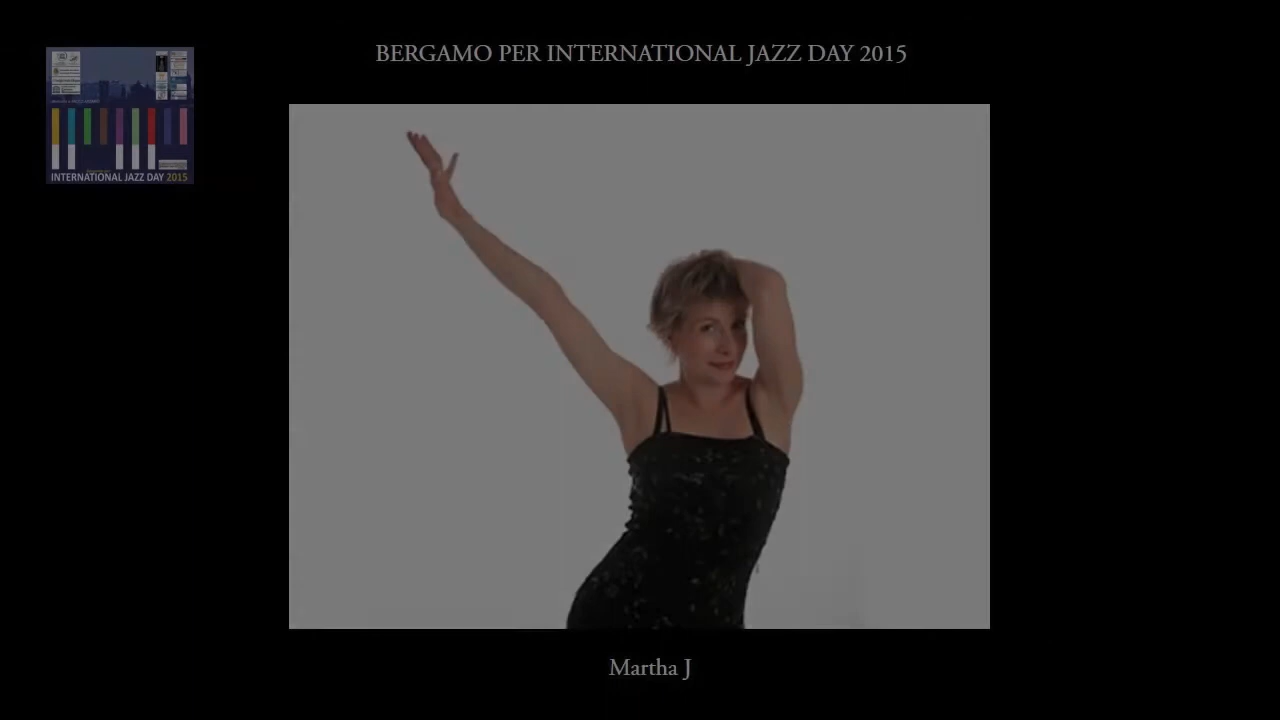 BERGAMO PER INTERNATIONAL JAZZ DAY 2015
INTERNATIONAL JAZZ DAY 2015
Martha J